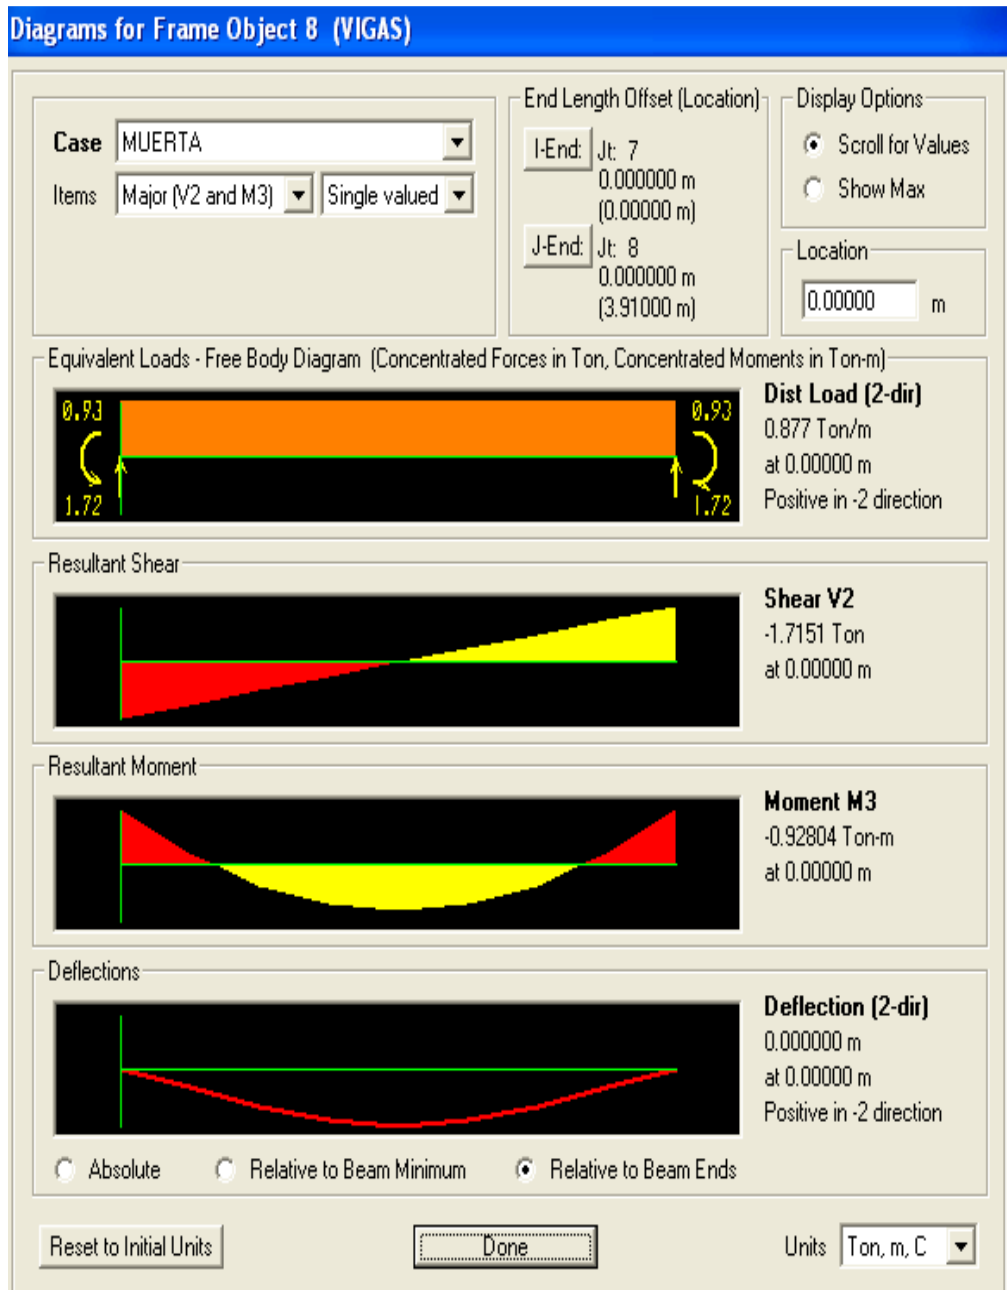 Diagrams for Frame Object 8 (VIGAS)
Case MUERTA
Items Major (V2 and M3) Single valued
End Length Offset (Location)
I-End: Jt: 7
0.000000 m
(0.00000 m)
J-End: Jt: 8
0.000000 m
(3.91000 m)
Display Options
Scroll for Values
Show Max
Location
0.00000 m
Equivalent Loads - Free Body Diagram (Concentrated Forces in Ton, Concentrated Moments in Ton-m)
0.93 0.93
1.72 1.72
Dist Load (2-dir)
0.877 Ton/m
at 0.00000 m
Positive in -2 direction
Resultant Shear
Shear V2
-1.7151 Ton
at 0.00000 m
Resultant Moment
Moment M3
-0.92804 Ton-m
at 0.00000 m
Deflections
Deflection (2-dir)
0.000000 m
at 0.00000 m
Positive in -2 direction
Absolute Relative to Beam Minimum Relative to Beam Ends
Reset to Initial Units Done Units Ton, m, C